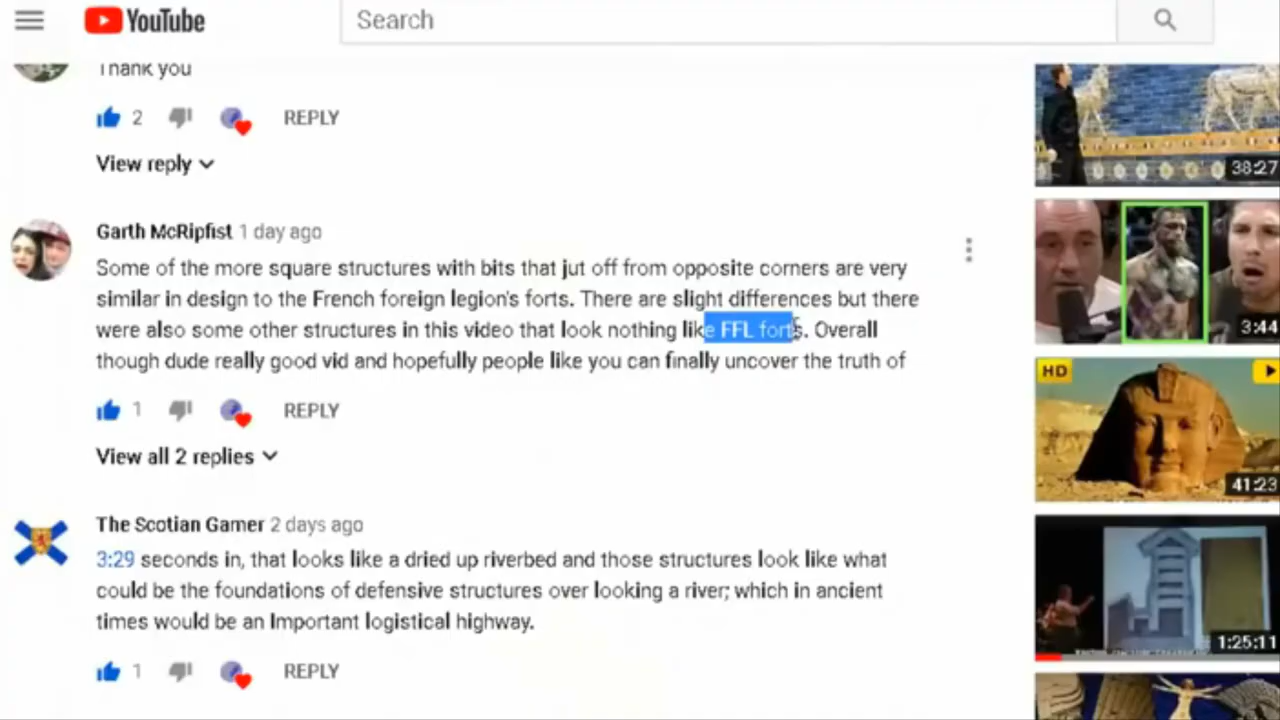 YouTube
Search
Thank you
2
REPLY
View reply
38:27
Garth McRipfist 1 day ago
Some of the more square structures with bits that jut off from opposite corners are very
similar in design to the French foreign legion's forts. There are slight differences but there
were also some other structures in this video that look nothing like FFL forts. Overall
though dude really good vid and hopefully people like you can finally uncover the truth of
3:44
HD
1
REPLY
View all 2 replies
41:23
The Scotian Gamer 2 days ago
3:29 seconds in, that looks like a dried up riverbed and those structures look like what
could be the foundations of defensive structures over looking a river; which in ancient
times would be an Important logistical highway.
1:25:11
1
REPLY